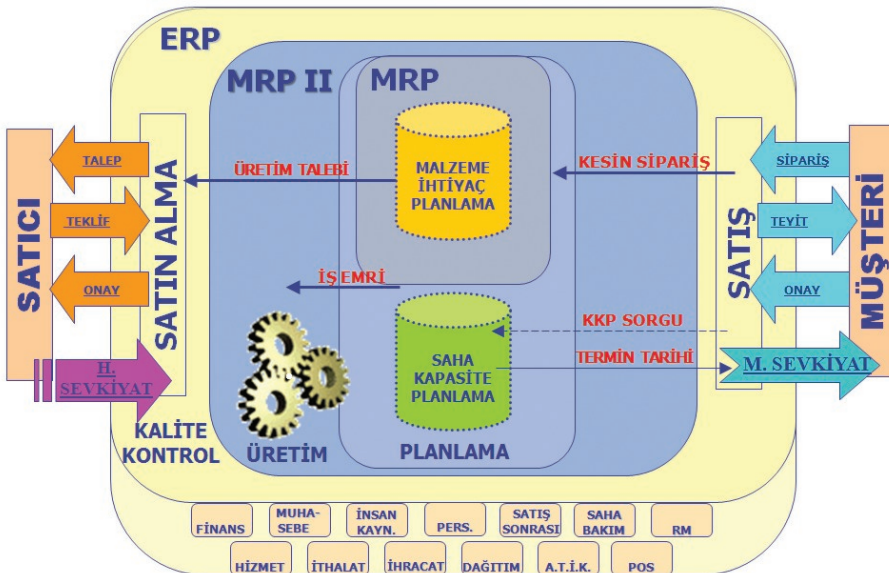 ERP
MRP II
MRP
SATICI
TALEP
TEKLİF
ONAY
H.
SEVKİYAT
SATIN ALMA
KALİTE
KONTROL
ÜRETİM TALEBİ
MALZEME
İHTİYAÇ
PLANLAMA
KESİN SİPARİŞ
İŞ EMRİ
SAHA
KAPASİTE
PLANLAMA
KKP SORGU
TERMİN TARİHİ
ÜRETİM
PLANLAMA
SATIŞ
SİPARİŞ
TEYİT
ONAY
M. SEVKİYAT
MÜŞTERİ
FİNANS
MUHA-
SEBE
İNSAN
KAYN.
PERS.
SATIŞ
SONRASI
SAHA
BAKIM
RM
HİZMET
İTHALAT
İHRACAT
DAĞITIM
A.T.İ.K.
POS